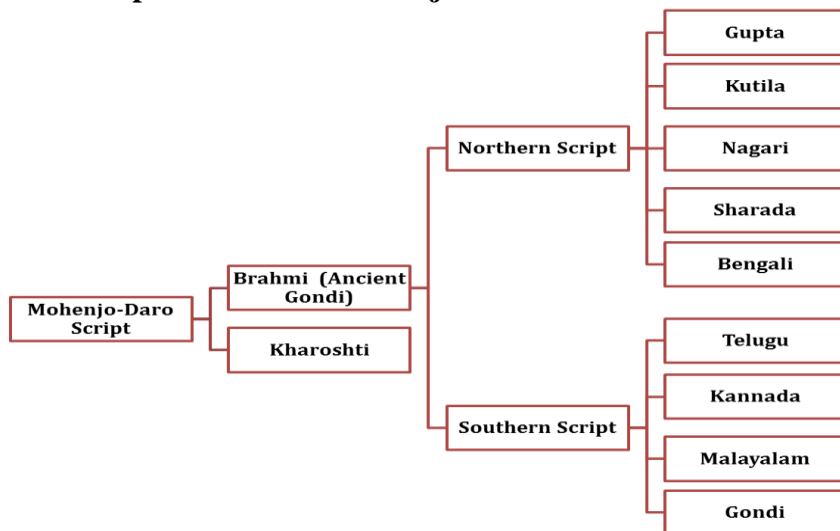 Gupta
Kutila
Northern Script
Nagari
Sharada
Bengali
Brahmi (Ancient
Gondi)
Mohenjo-Daro
Script
Kharoshti
Telugu
Kannada
Southern Script
Malayalam
Gondi